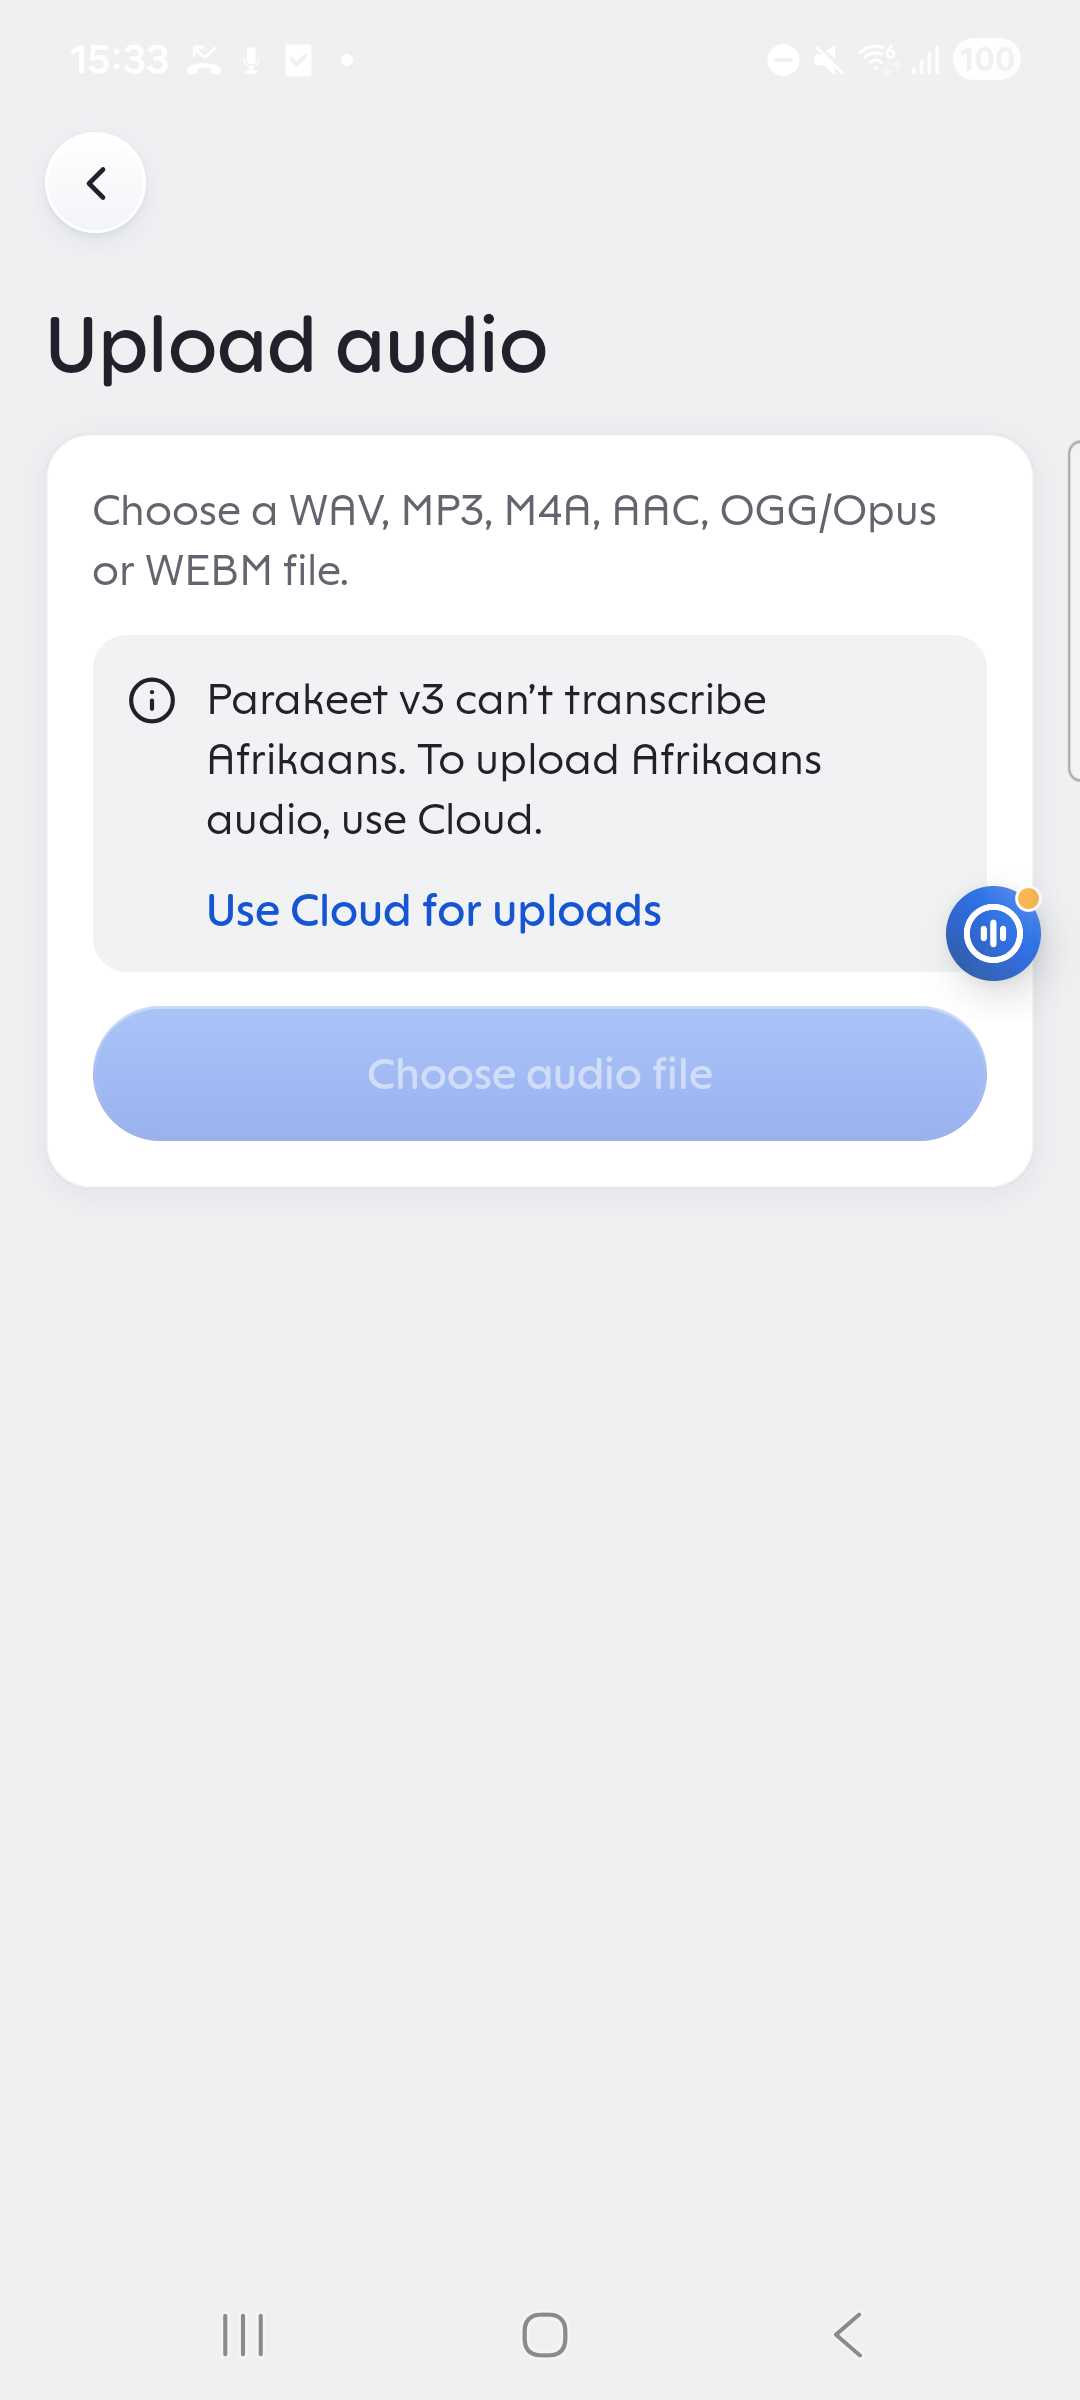 15:33
6
100
Upload audio
Choose a WAV, MP3, M4A, AAC, OGG/Opus
or WEBM file.
Parakeet v3 can’t transcribe
Afrikaans. To upload Afrikaans
audio, use Cloud.
Use Cloud for uploads
Choose audio file